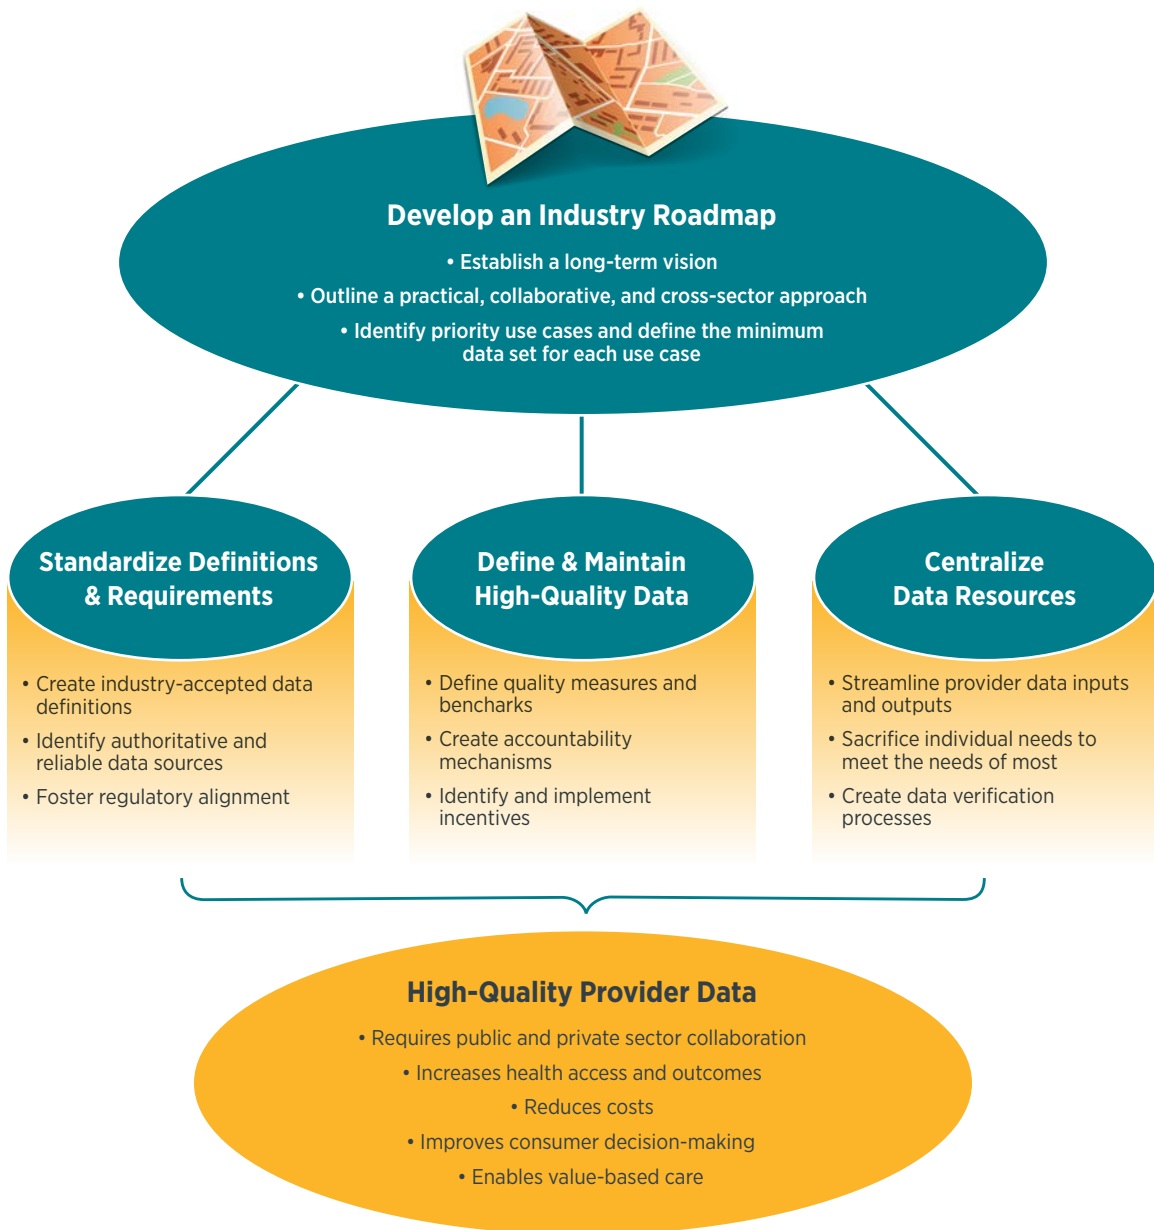 Develop an Industry Roadmap
• Establish a long-term vision
• Outline a practical, collaborative, and cross-sector approach
• Identify priority use cases and define the minimum
data set for each use case
Standardize Definitions
& Requirements
• Create industry-accepted data
definitions
• Identify authoritative and
reliable data sources
• Foster regulatory alignment
Define & Maintain
High-Quality Data
• Define quality measures and
bencharks
• Create accountability
mechanisms
• Identify and implement
incentives
Centralize
Data Resources
• Streamline provider data inputs
and outputs
• Sacrifice individual needs to
meet the needs of most
• Create data verification
processes
High-Quality Provider Data
• Requires public and private sector collaboration
• Increases health access and outcomes
• Reduces costs
• Improves consumer decision-making
• Enables value-based care